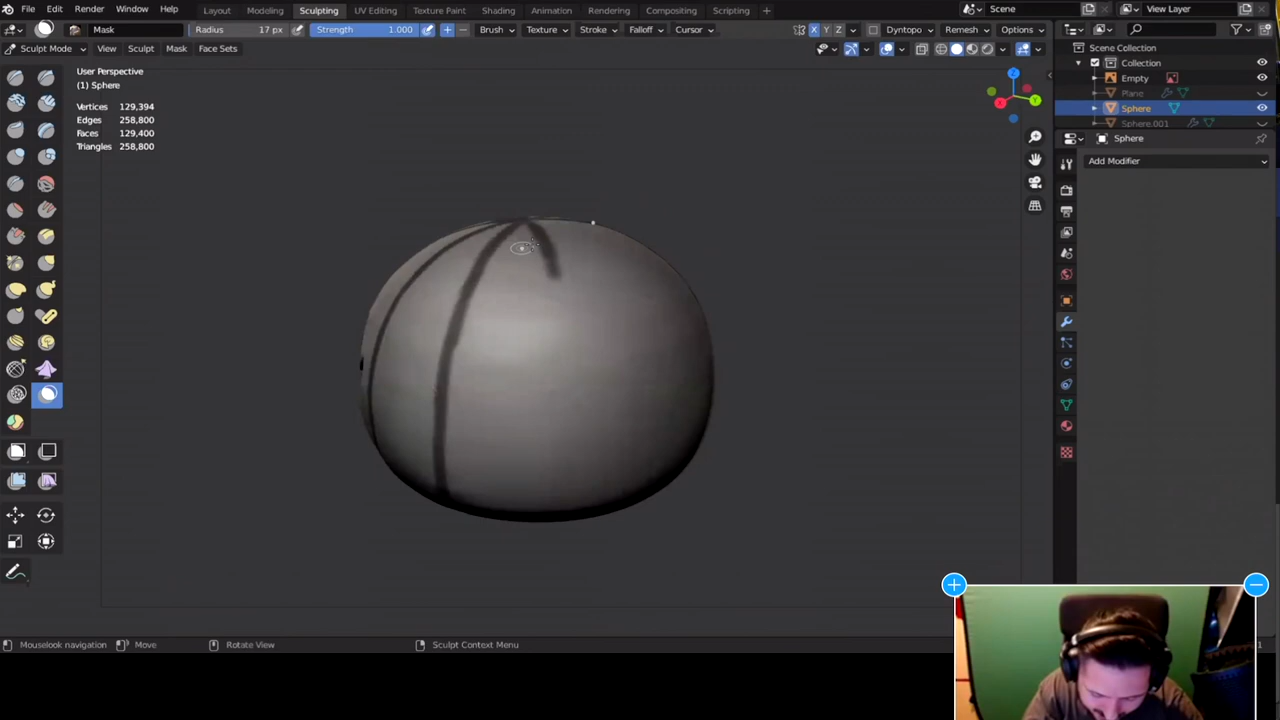 File Edit Render Window Help Layout Modeling Sculpting UV Editing Texture Paint Shading Animation Rendering Compositing Scripting + Scene View Layer
Mask Radius 17 px Strength 1.000 + − Brush Texture Stroke Falloff Cursor X Y Z Dyntopo Remesh Options
Sculpt Mode View Sculpt Mask Face Sets
User Perspective
(1) Sphere
Vertices 129,394
Edges 258,800
Faces 129,400
Triangles 258,800
Z
X
Y
Scene Collection
Collection
Empty
Plane
Sphere
Sphere.001
Sphere
Add Modifier
Mouselook navigation Move Rotate View Sculpt Context Menu